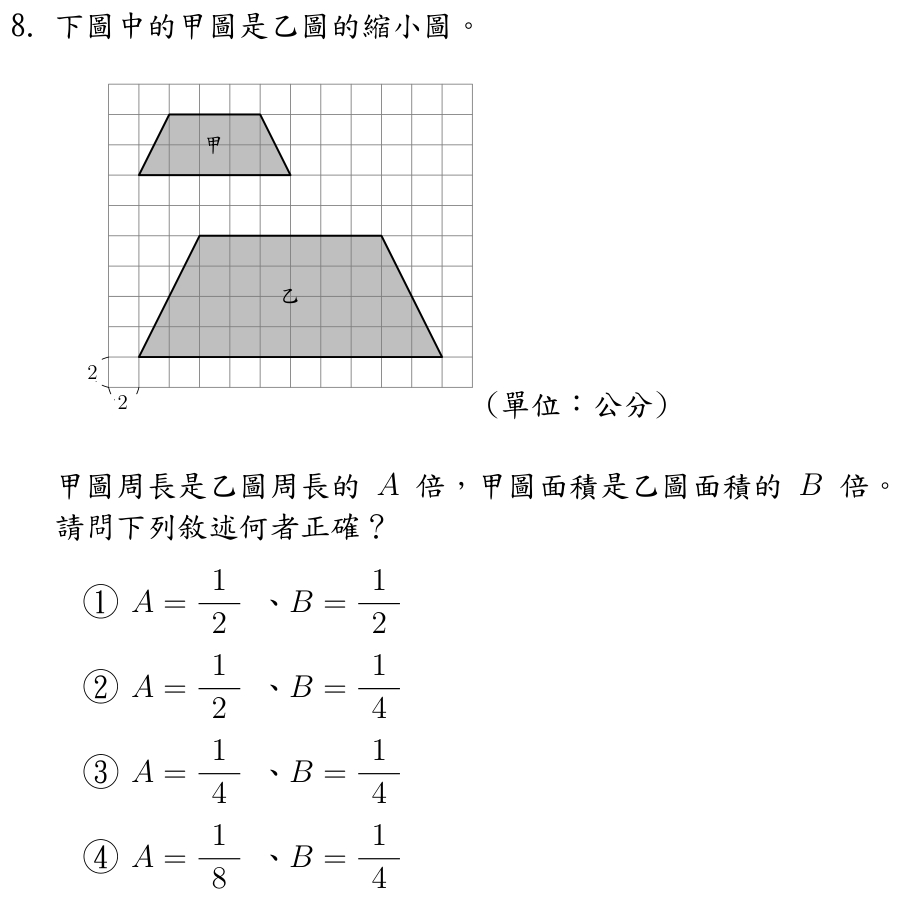 8. 下圖中的甲圖是乙圖的縮小圖。
甲
乙
2
2
（單位：公分）
甲圖周長是乙圖周長的 A 倍，甲圖面積是乙圖面積的 B 倍。
請問下列敘述何者正確？
① A = 1/2 、B = 1/2
② A = 1/2 、B = 1/4
③ A = 1/4 、B = 1/4
④ A = 1/8 、B = 1/4